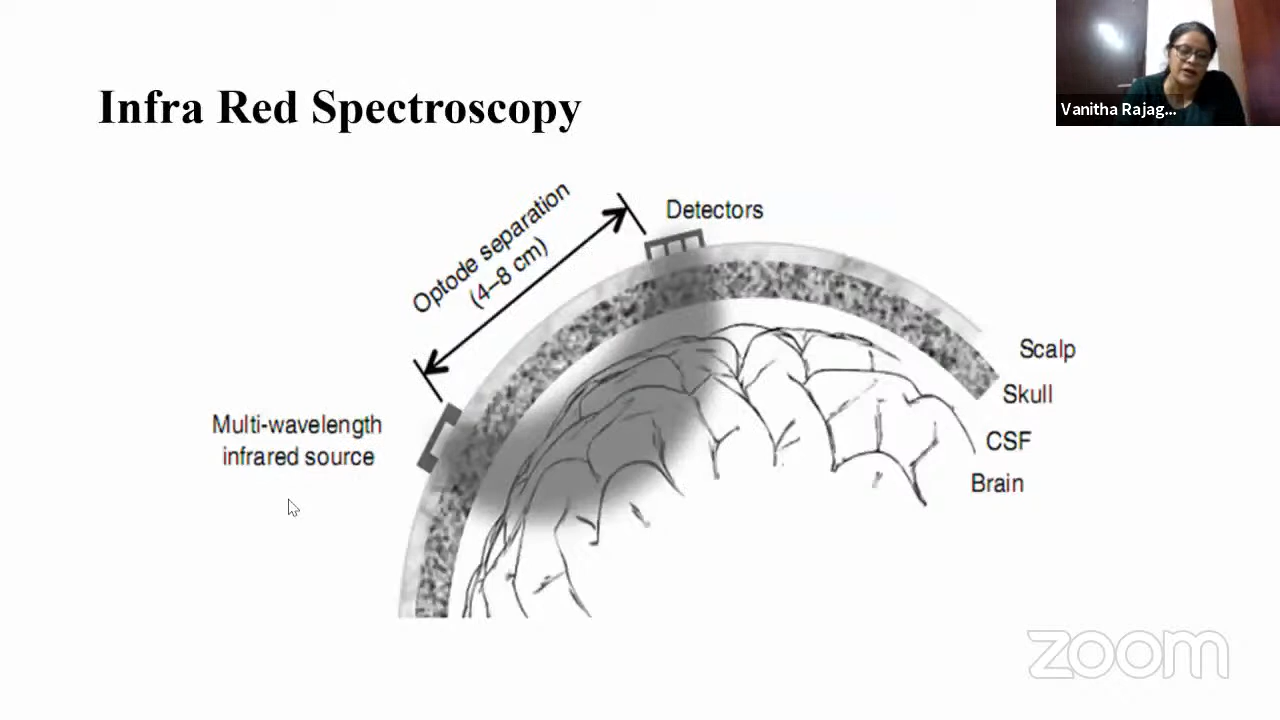 Infra Red Spectroscopy
Vanitha Rajag...
Optode separation
(4–8 cm)
Detectors
Scalp
Skull
Multi-wavelength
infrared source
CSF
Brain
zoom